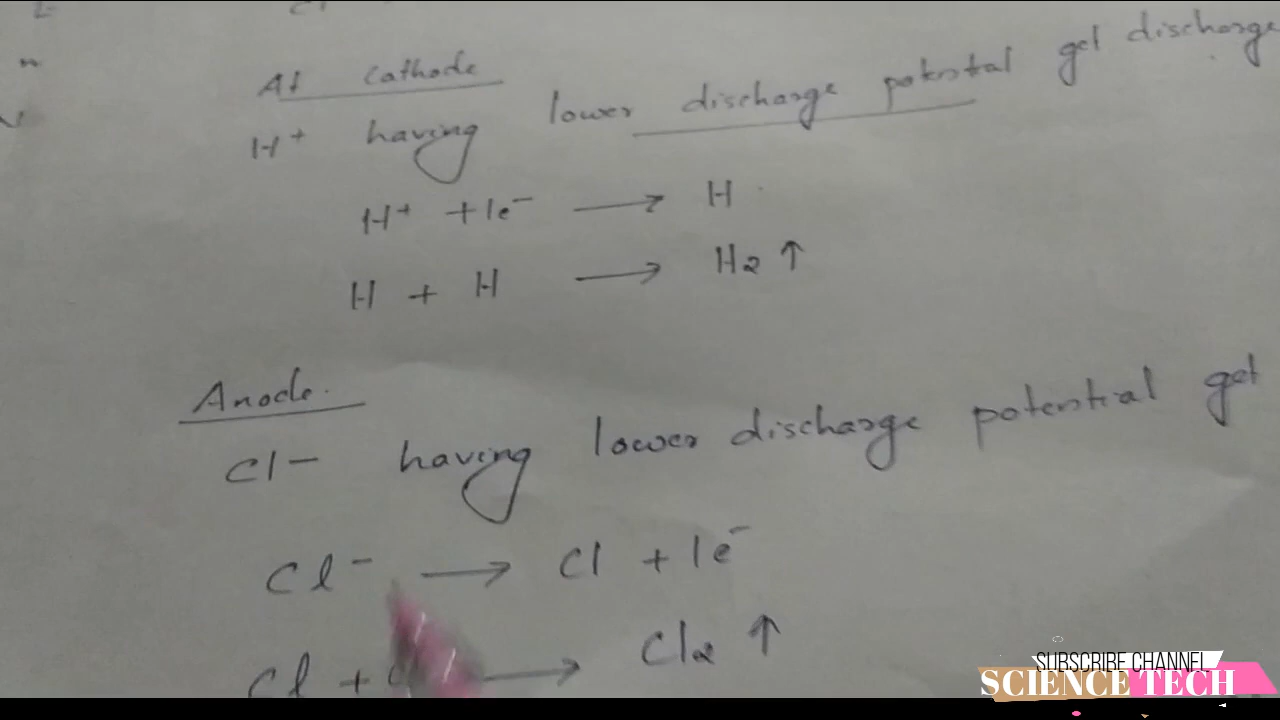 At cathode
H⁺ having lower discharge potential get discharge
H⁺ + 1e⁻ ⟶ H
H + H ⟶ H₂ ↑
Anode.
Cl⁻ having lower discharge potential get
Cl⁻ ⟶ Cl + 1e⁻
Cl + ⟶ Cl₂ ↑
SUBSCRIBE CHANNEL
SCIENCE TECH